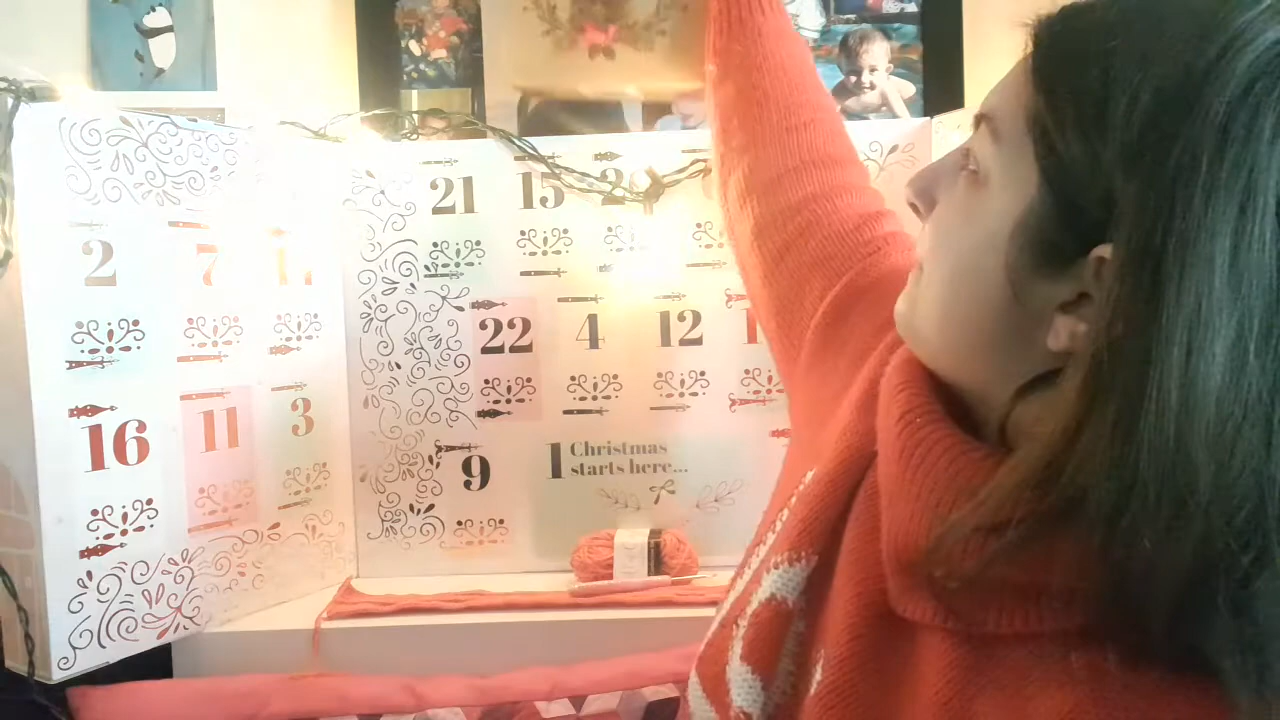 21 15
2 7
22 4 12
16 11 3
9 1 Christmas
starts here...